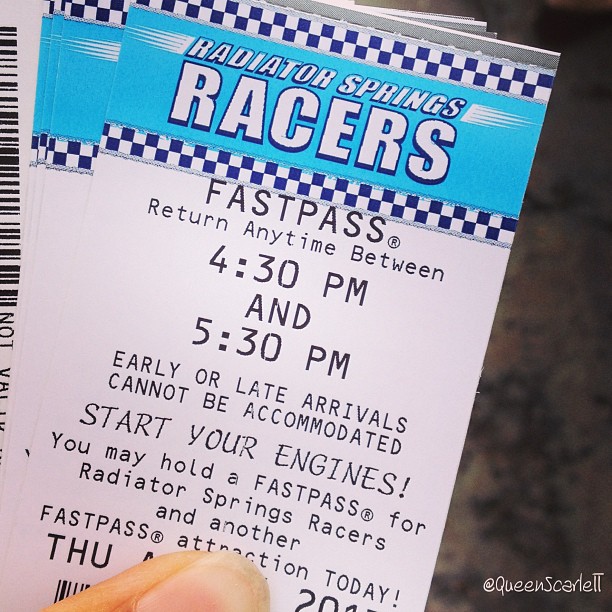 RADIATOR SPRINGS
RACERS
FASTPASS®
Return Anytime Between
4:30 PM
AND
5:30 PM
EARLY OR LATE ARRIVALS
CANNOT BE ACCOMMODATED
START YOUR ENGINES!
You may hold a FASTPASS® for
Radiator Springs Racers
and another
FASTPASS® attraction TODAY!
THU
NOT
@QueenScarletT